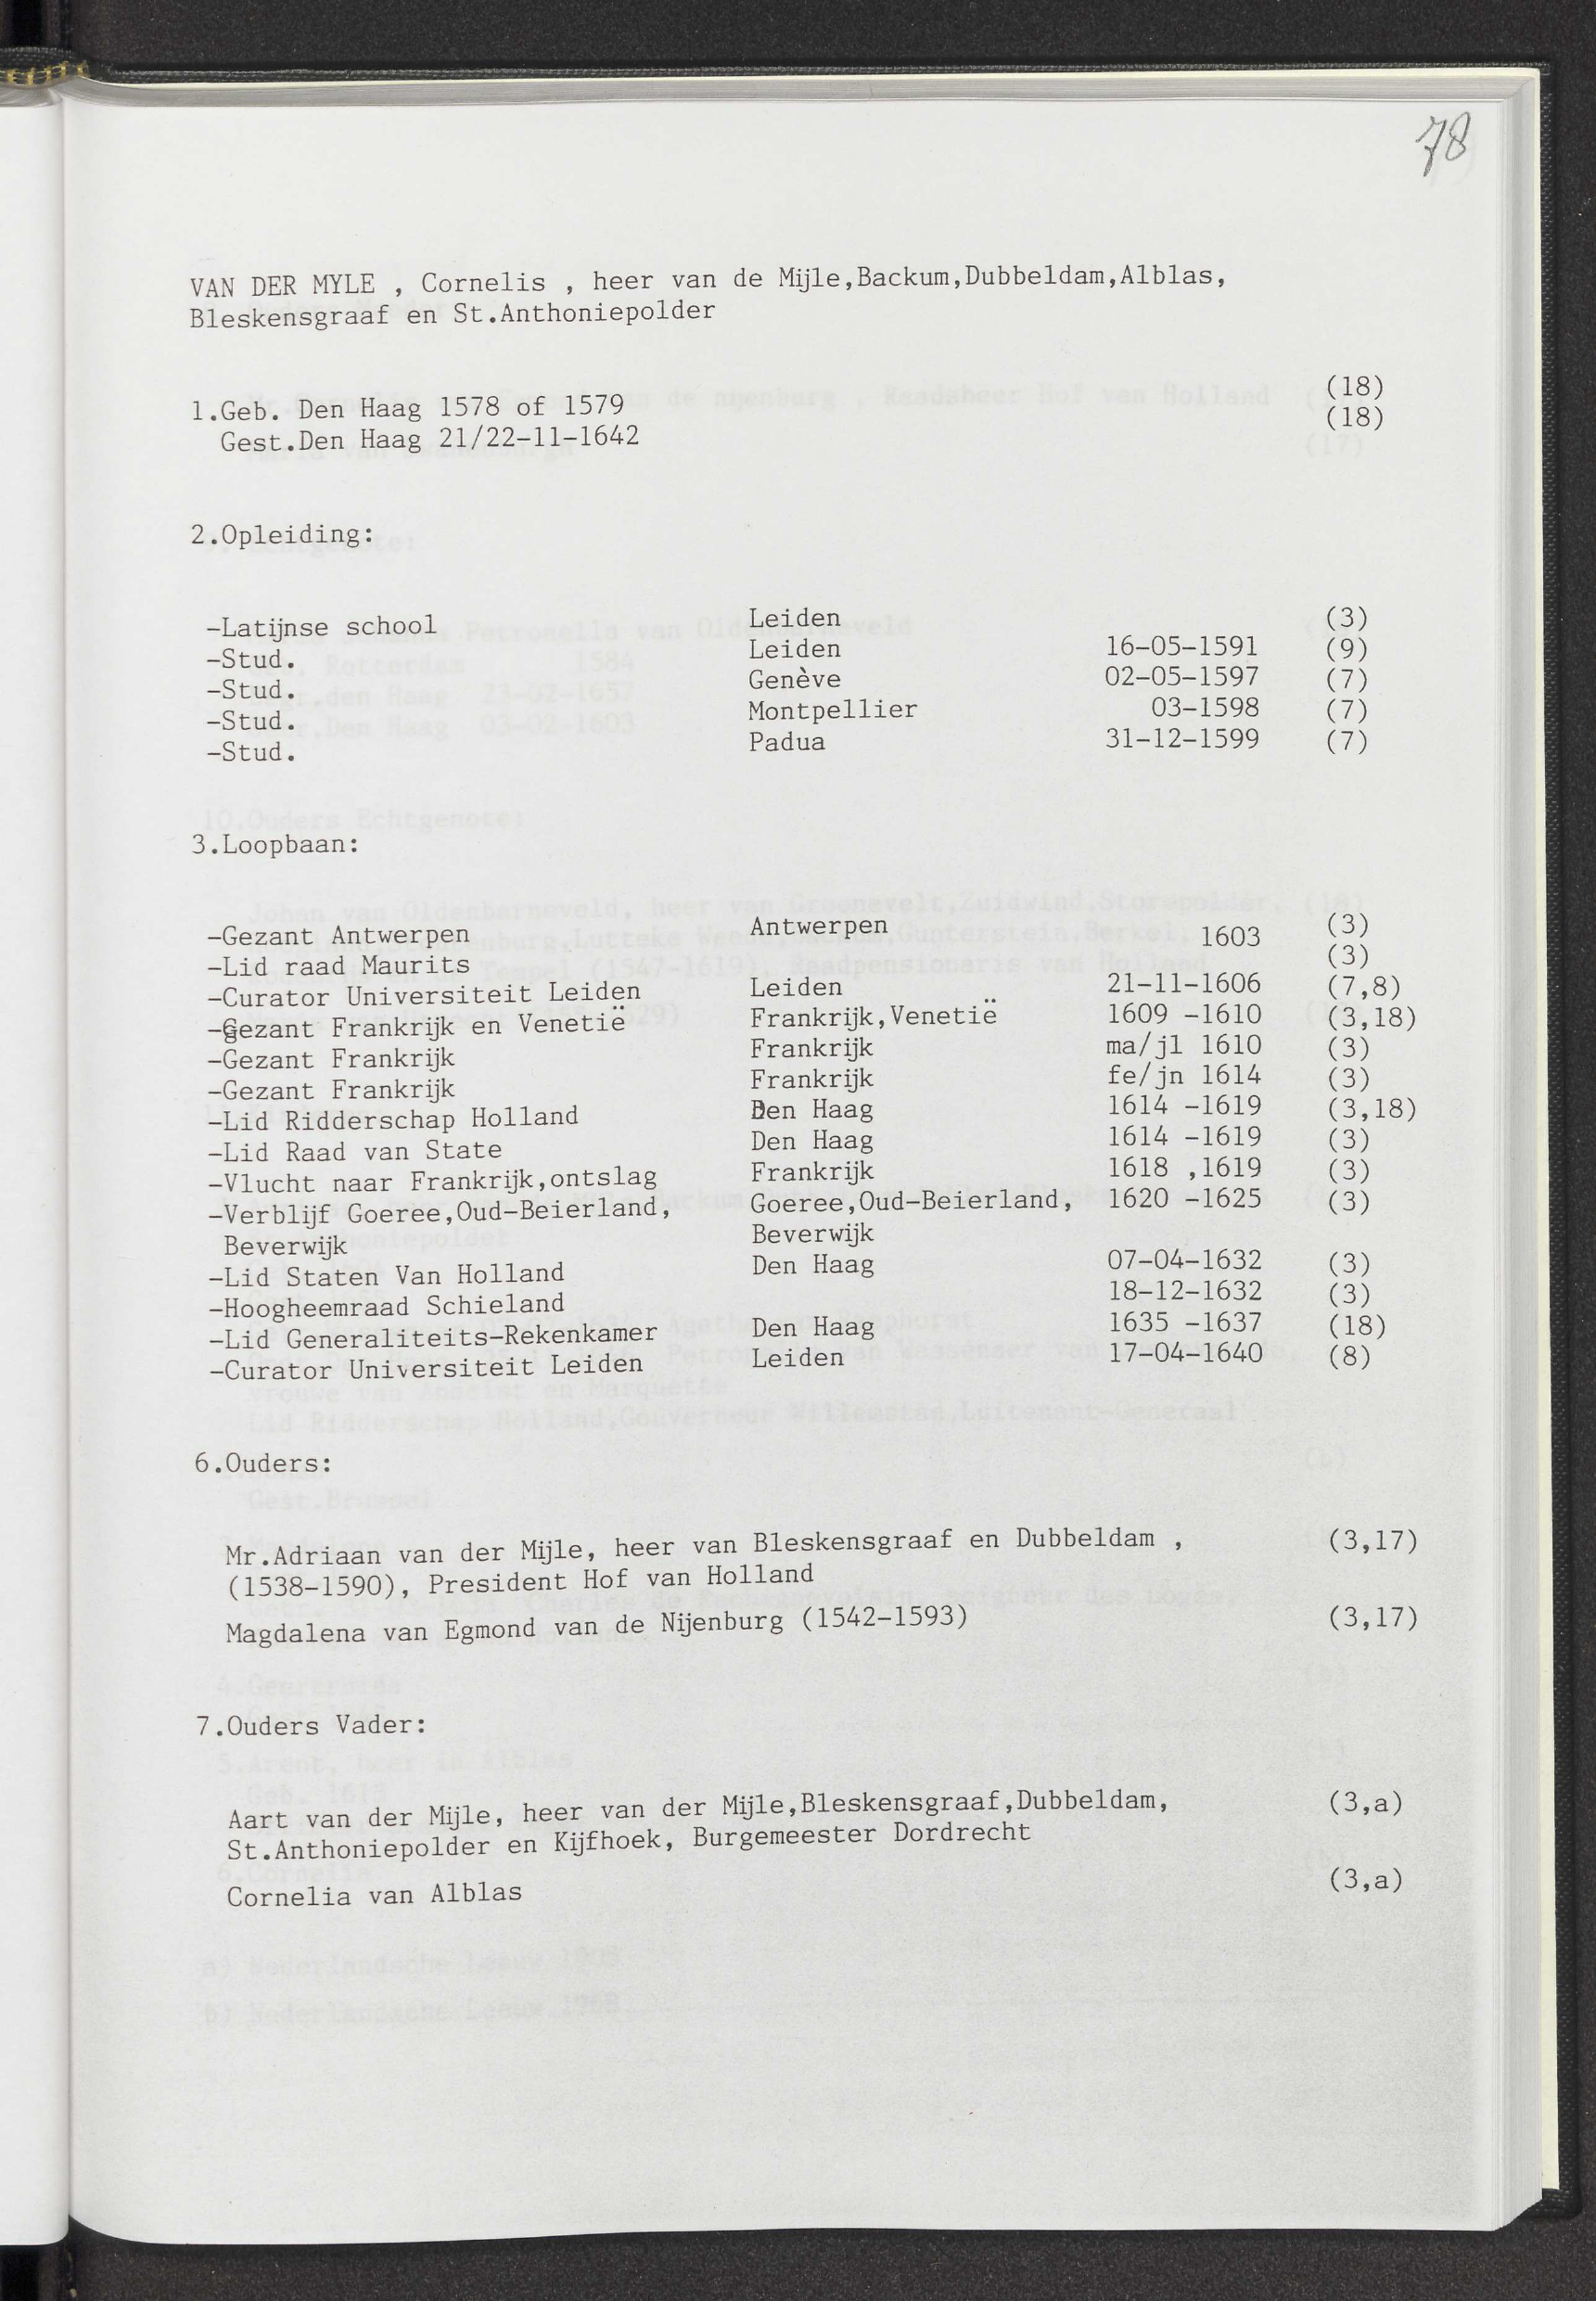 78
VAN DER MYLE , Cornelis , heer van de Mijle,Backum,Dubbeldam,Alblas,
Bleskensgraaf en St.Anthoniepolder
1.Geb. Den Haag 1578 of 1579 (18)
Gest.Den Haag 21/22-11-1642 (18)
2.Opleiding:
-Latijnse school Leiden (3)
-Stud. Leiden 16-05-1591 (9)
-Stud. Genève 02-05-1597 (7)
-Stud. Montpellier 03-1598 (7)
-Stud. Padua 31-12-1599 (7)
3.Loopbaan:
-Gezant Antwerpen Antwerpen 1603 (3)
-Lid raad Maurits (3)
-Curator Universiteit Leiden Leiden 21-11-1606 (7,8)
-Gezant Frankrijk en Venetië Frankrijk,Venetië 1609 -1610 (3,18)
-Gezant Frankrijk Frankrijk ma/jl 1610 (3)
-Gezant Frankrijk Frankrijk fe/jn 1614 (3)
-Lid Ridderschap Holland Den Haag 1614 -1619 (3,18)
-Lid Raad van State Den Haag 1614 -1619 (3)
-Vlucht naar Frankrijk,ontslag Frankrijk 1618 ,1619 (3)
-Verblijf Goeree,Oud-Beierland, Goeree,Oud-Beierland, 1620 -1625 (3)
Beverwijk Beverwijk
-Lid Staten Van Holland Den Haag 07-04-1632 (3)
-Hoogheemraad Schieland 18-12-1632 (3)
-Lid Generaliteits-Rekenkamer Den Haag 1635 -1637 (18)
-Curator Universiteit Leiden Leiden 17-04-1640 (8)
6.Ouders:
Mr.Adriaan van der Mijle, heer van Bleskensgraaf en Dubbeldam , (3,17)
(1538-1590), President Hof van Holland
Magdalena van Egmond van de Nijenburg (1542-1593) (3,17)
7.Ouders Vader:
Aart van der Mijle, heer van der Mijle,Bleskensgraaf,Dubbeldam, (3,a)
St.Anthoniepolder en Kijfhoek, Burgemeester Dordrecht
Cornelia van Alblas (3,a)